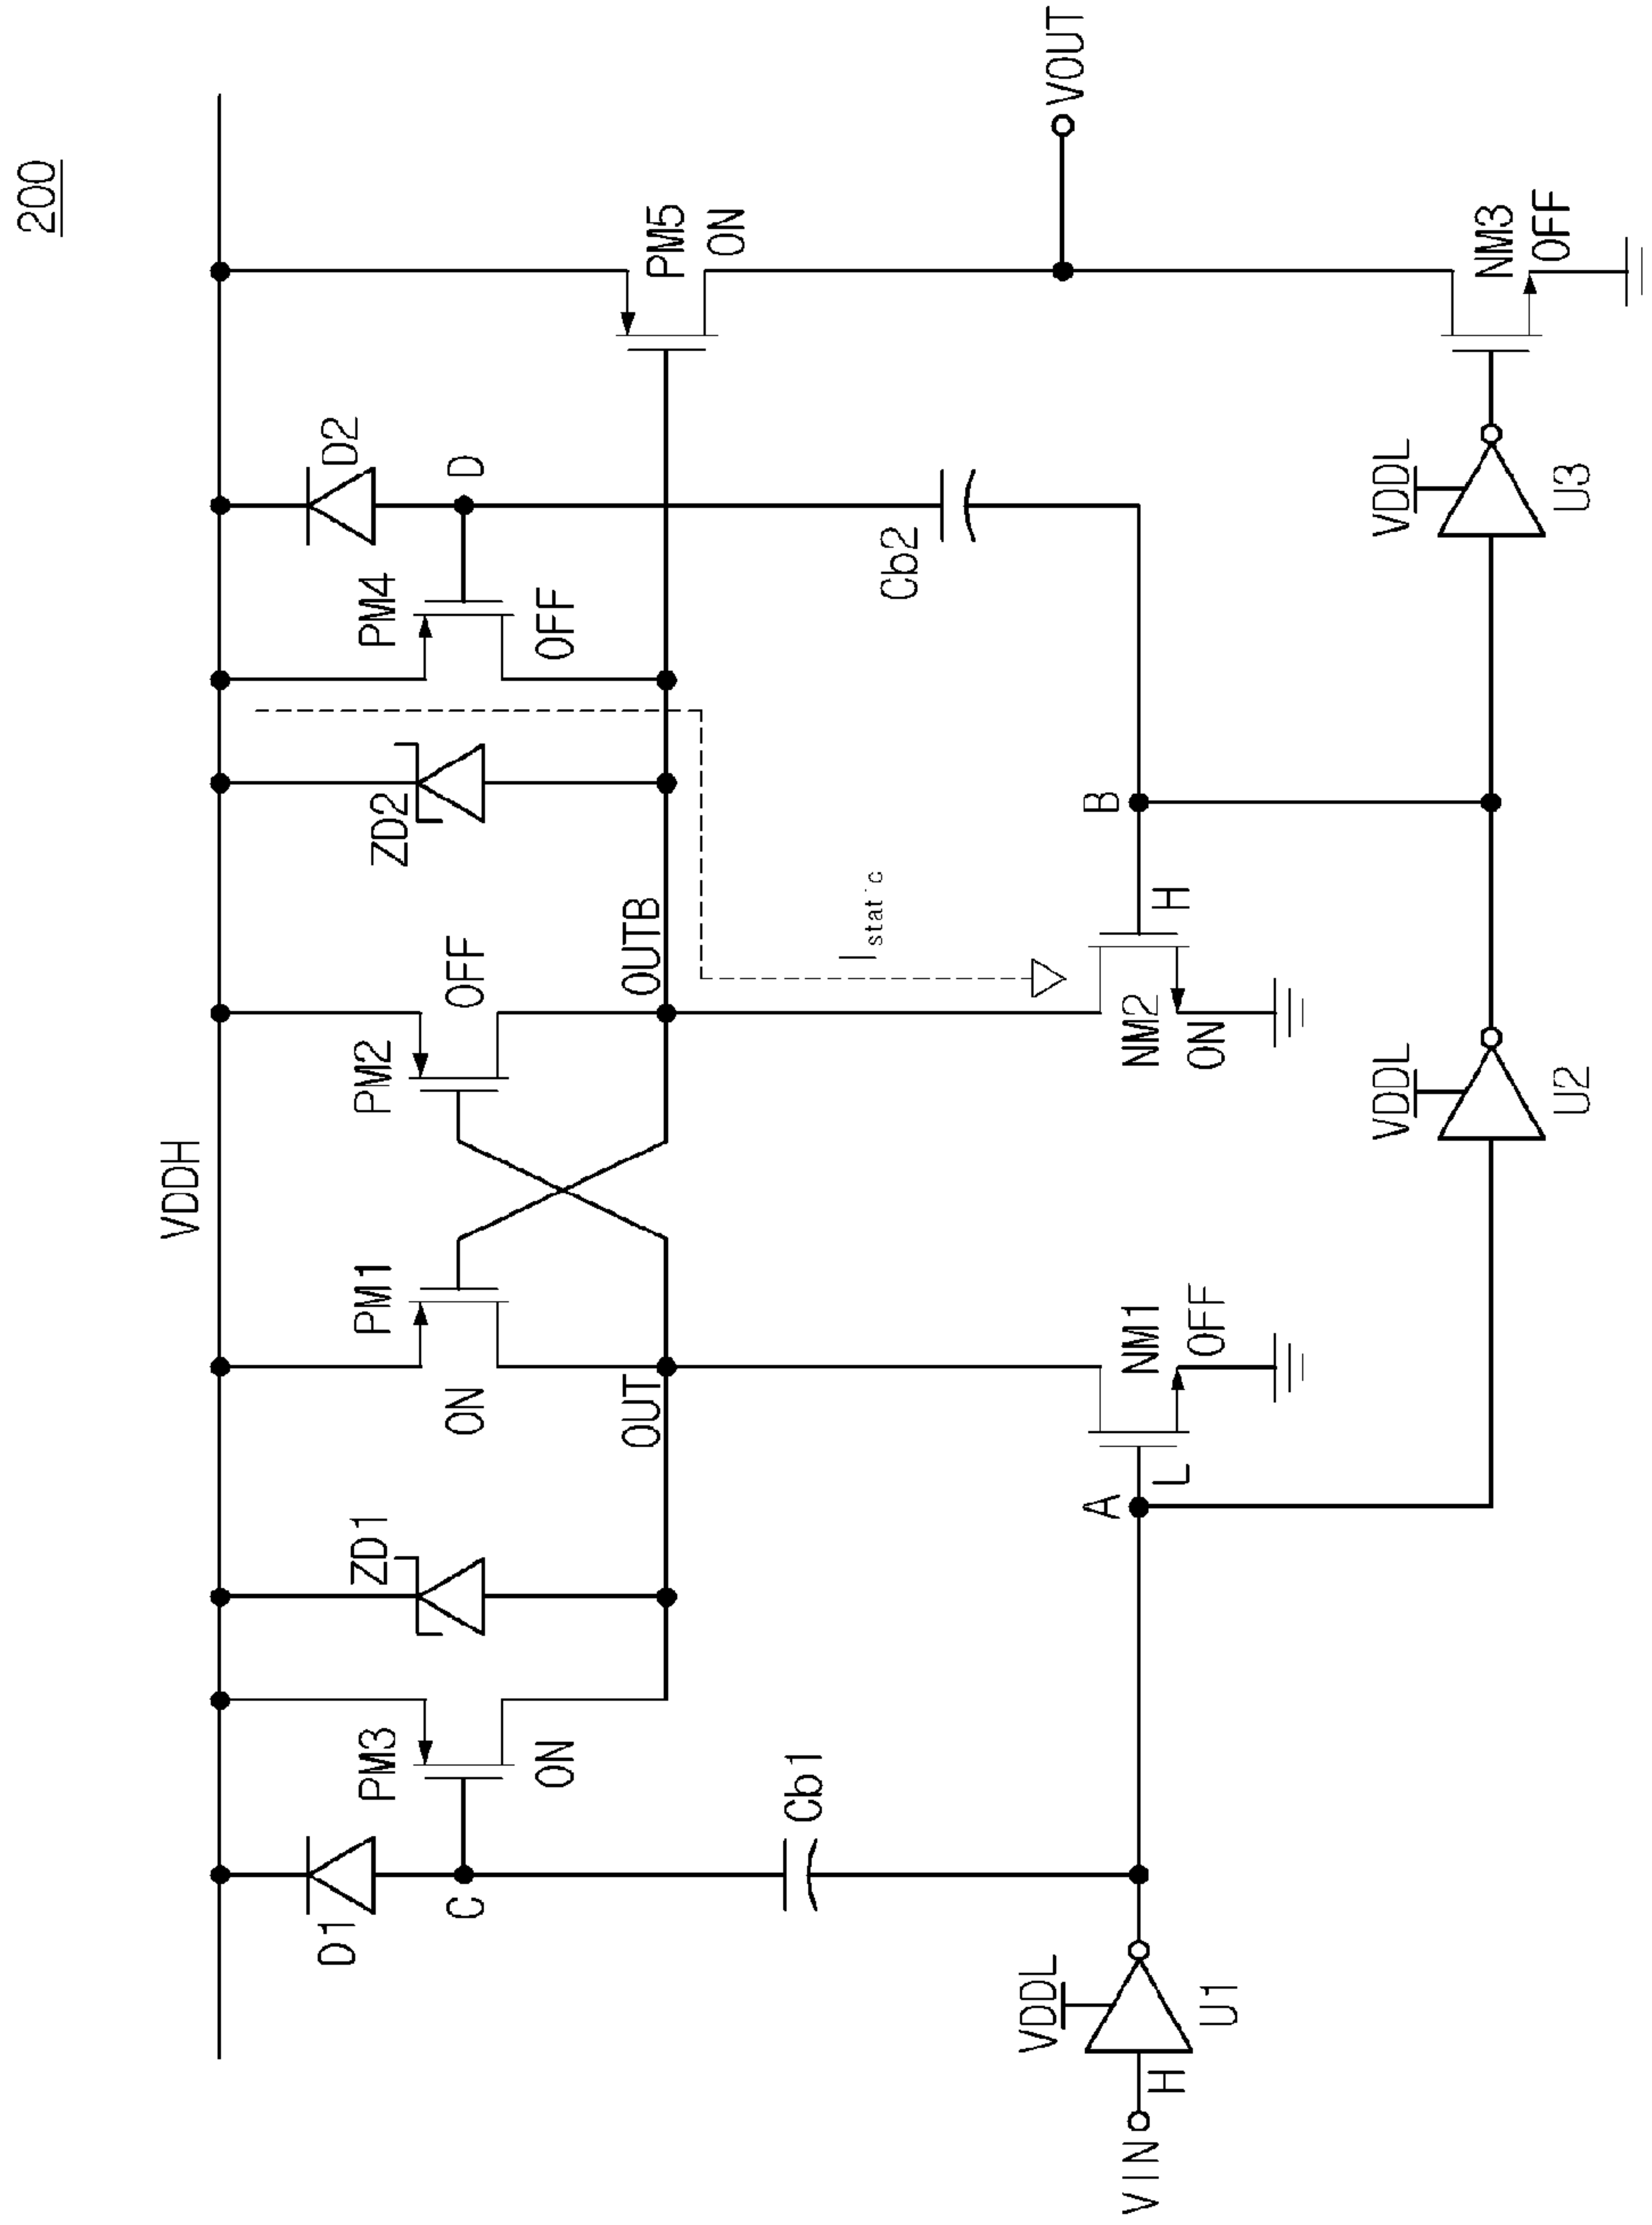 200
VDDH
D1
C
PM3
ON
ZD1
PM1
ON
OUT
PM2
OFF
OUTB
ZD2
PM4
OFF
D2
D
PM5
ON
VOUT
Cb1
Cb2
Istatic
VIN
H
VDDL
U1
A
L
NM1
OFF
NM2
ON
H
B
VDDL
U2
VDDL
U3
NM3
OFF